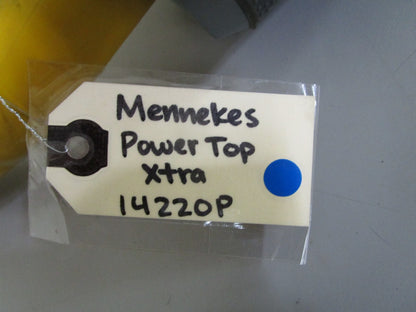 Mennekes
Power Top
Xtra
14220P